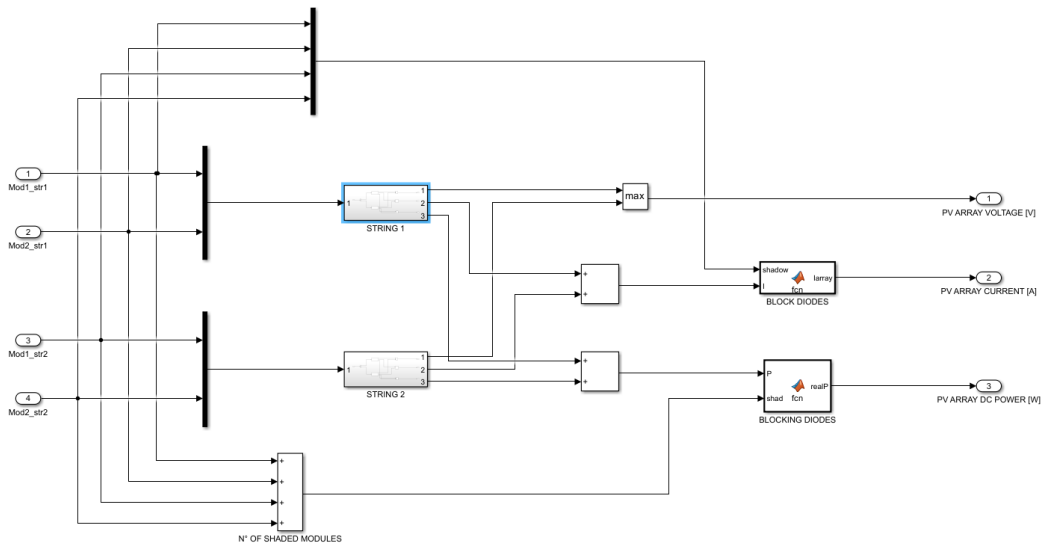 1
Mod1_str1
2
Mod2_str1
3
Mod1_str2
4
Mod2_str2
1
1
2
3
STRING 1
1
1
2
3
STRING 2
max
+
+
+
+
+
+
+
+
N° OF SHADED MODULES
shadow
I
fcn
Iarray
BLOCK DIODES
P
shad
fcn
realP
BLOCKING DIODES
1
PV ARRAY VOLTAGE [V]
2
PV ARRAY CURRENT [A]
3
PV ARRAY DC POWER [W]